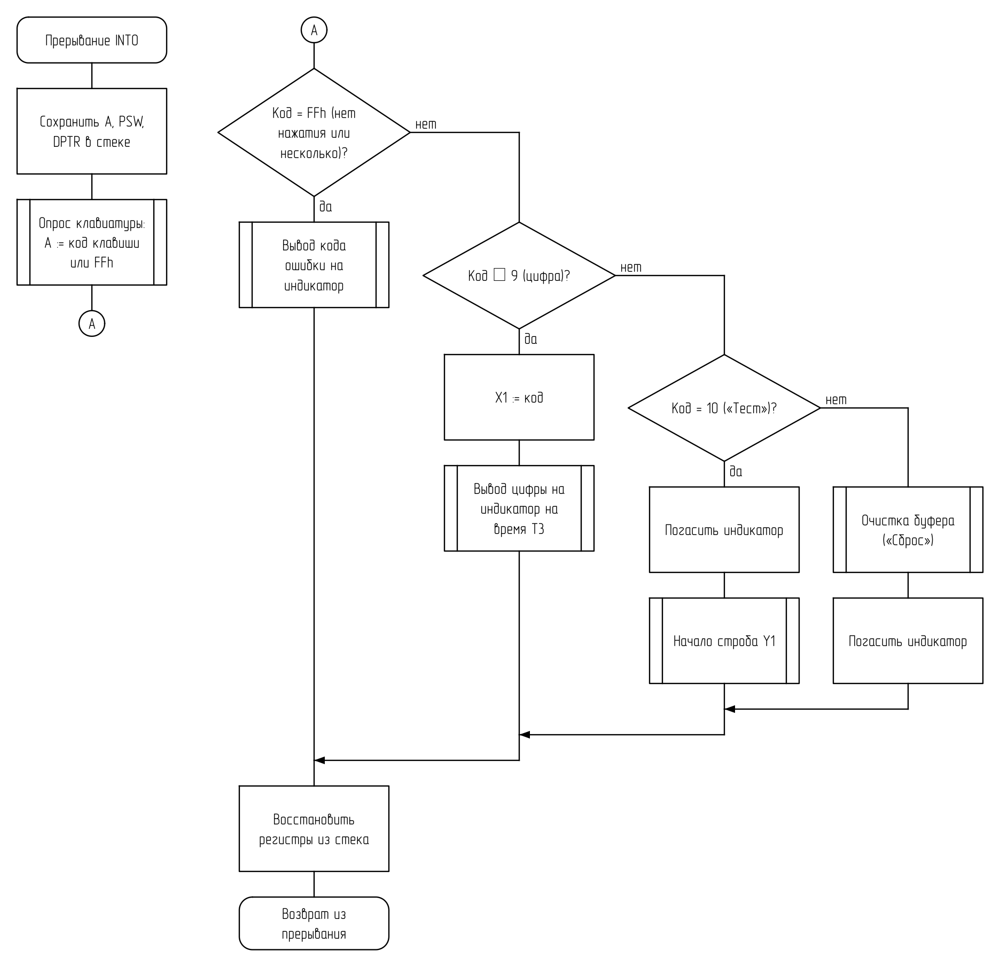 Прерывание INT0
Сохранить A, PSW,
DPTR в стеке
Опрос клавиатуры:
A := код клавиши
или FFh
A
A
Код = FFh (нет
нажатия или
несколько)?
нет
да
Вывод кода
ошибки на
индикатор
Код □ 9 (цифра)?
нет
да
X1 := код
Вывод цифры на
индикатор на
время T3
Код = 10 («Тест»)?
нет
да
Погасить индикатор
Начало строба Y1
Очистка буфера
(«Сброс»)
Погасить индикатор
Восстановить
регистры из стека
Возврат из
прерывания